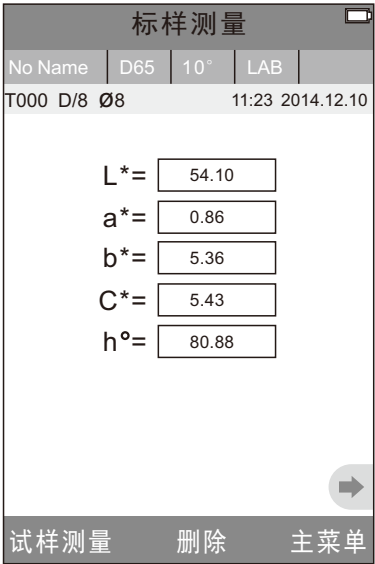 标样测量
No Name D65 10° LAB
T000 D/8 Ø8 11:23 2014.12.10
L*= 54.10
a*= 0.86
b*= 5.36
C*= 5.43
h°= 80.88
试样测量 删除 主菜单